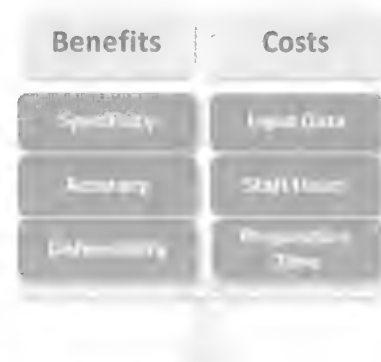 Benefits Costs
Specificity Input Data
Accuracy Staff Hours
Defensibility Preparation
Time